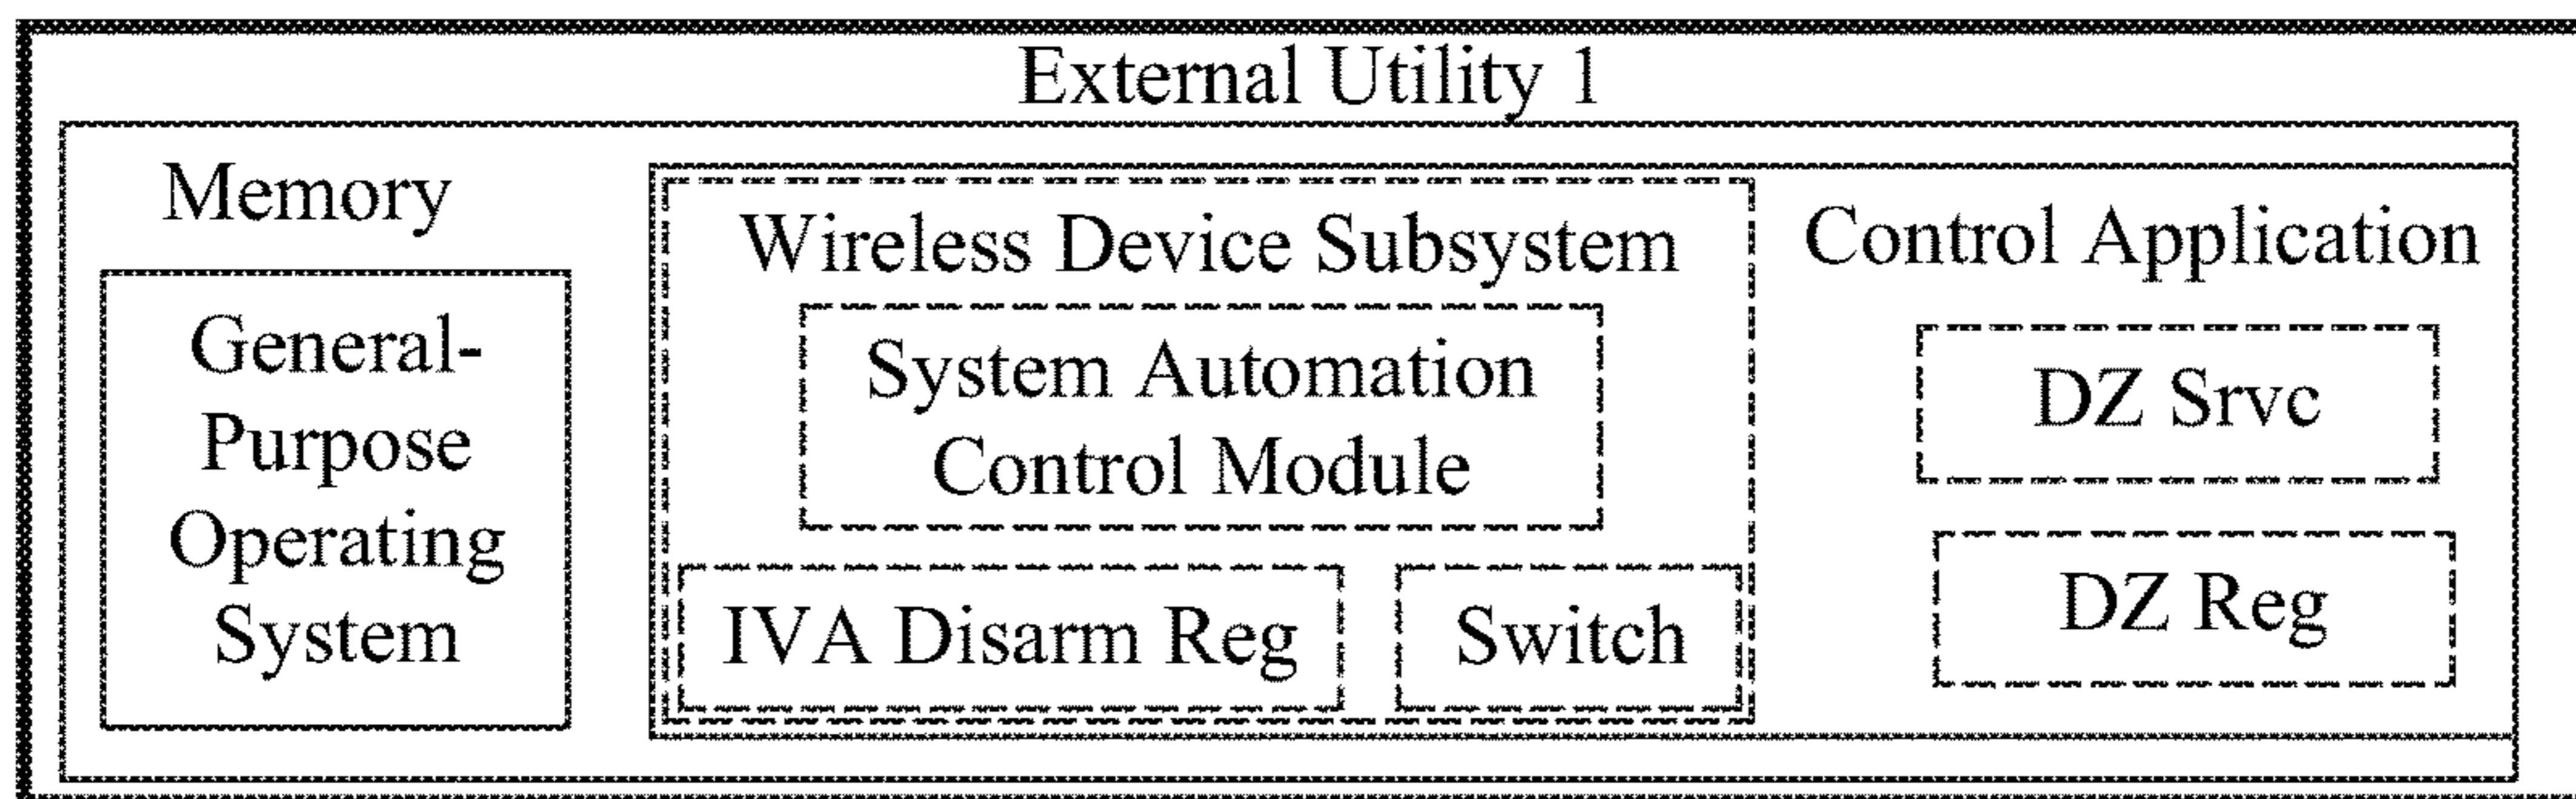 External Utility 1
Memory
General-
Purpose
Operating
System
Wireless Device Subsystem
System Automation
Control Module
IVA Disarm Reg
Switch
Control Application
DZ Srvc
DZ Reg